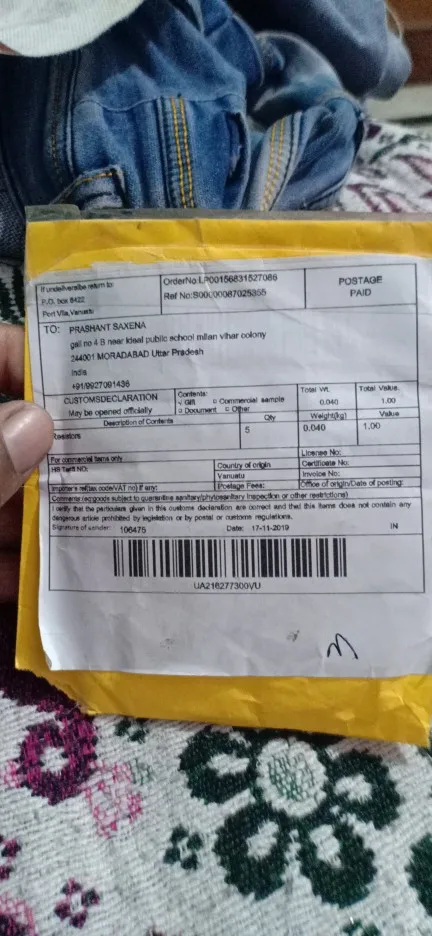 If undeliverable return to:
P.O. box 8422
Port Vila,Vanuatu
OrderNo:LP00156831527086
Ref No:S00000087025355
POSTAGE
PAID
TO: PRASHANT SAXENA
gali no 4 B near ideal public school milan vihar colony
244001 MORADABAD Uttar Pradesh
India
+91/9927091436
CUSTOMSDECLARATION
May be opened officially
Contents:
√ Gift □ Commercial sample
□ Document □ Other
Total Wt. Total Value.
0.040 1.00
Description of Contents Qty Weight(kg) Value
Resistors 5 0.040 1.00
For commercial items only
HS Tariff NO:
Country of origin
Vanuatu
License No:
Certificate No:
Invoice No:
Importer's ref(tax code/VAT no) if any:
Postage Fees:
Office of origin/Date of posting:
Comments:(ecgoods subject to quarantine sanitary/phytosanitary inspection or other restrictions)
I certify that the particulars given in this customs declaration are correct and that this items does not contain any
dangerous article prohibited by legislation or by postal or customs regulations.
Signature of sender: 106475 Date: 17-11-2019 IN
UA216277300VU